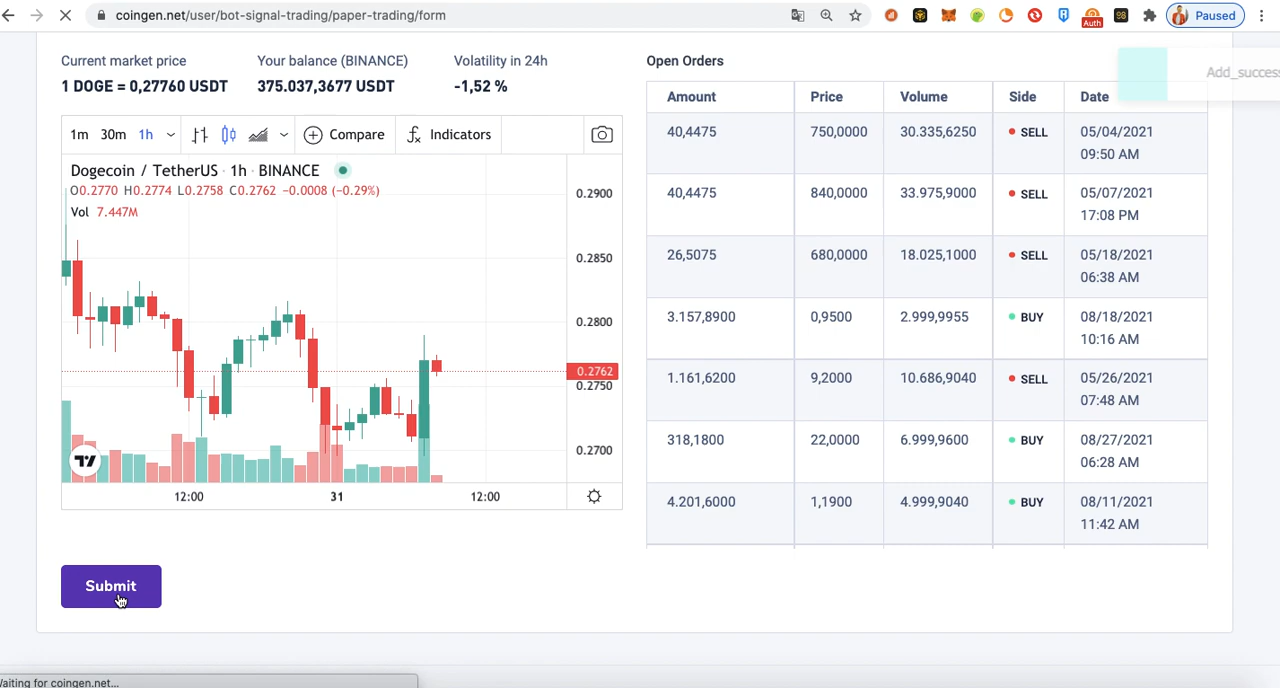 coingen.net/user/bot-signal-trading/paper-trading/form
Auth
Paused
Current market price
1 DOGE = 0,27760 USDT
Your balance (BINANCE)
375.037,3677 USDT
Volatility in 24h
-1,52 %
1m 30m 1h
Compare
Indicators
Dogecoin / TetherUS · 1h · BINANCE
O0.2770 H0.2774 L0.2758 C0.2762 −0.0008 (−0.29%)
Vol 7.447M
0.2900
0.2850
0.2800
0.2762
0.2750
0.2700
12:00 31 12:00
Submit
Open Orders
Add_success
Amount Price Volume Side Date
40,4475 750,0000 30.335,6250 SELL 05/04/2021
09:50 AM
40,4475 840,0000 33.975,9000 SELL 05/07/2021
17:08 PM
26,5075 680,0000 18.025,1000 SELL 05/18/2021
06:38 AM
3.157,8900 0,9500 2.999,9955 BUY 08/18/2021
10:16 AM
1.161,6200 9,2000 10.686,9040 SELL 05/26/2021
07:48 AM
318,1800 22,0000 6.999,9600 BUY 08/27/2021
06:28 AM
4.201,6000 1,1900 4.999,9040 BUY 08/11/2021
11:42 AM
Waiting for coingen.net...